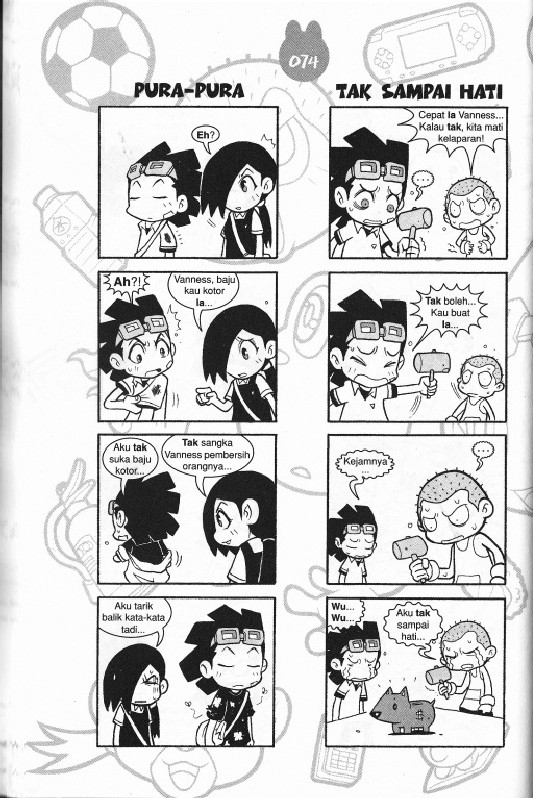 074
PURA-PURA
Eh?
Ah?!
Vanness, baju
kau kotor
la...
Aku tak
suka baju
kotor...
Tak sangka
Vanness pembersih
orangnya...
Aku tarik
balik kata-kata
tadi...
TAK SAMPAI HATI
Cepat la Vanness...
Kalau tak, kita mati
kelaparan!
...
Tak boleh...
Kau buat
la...
Kejamnya
...
...
Wu...
Wu...
Aku tak
sampai
hati...